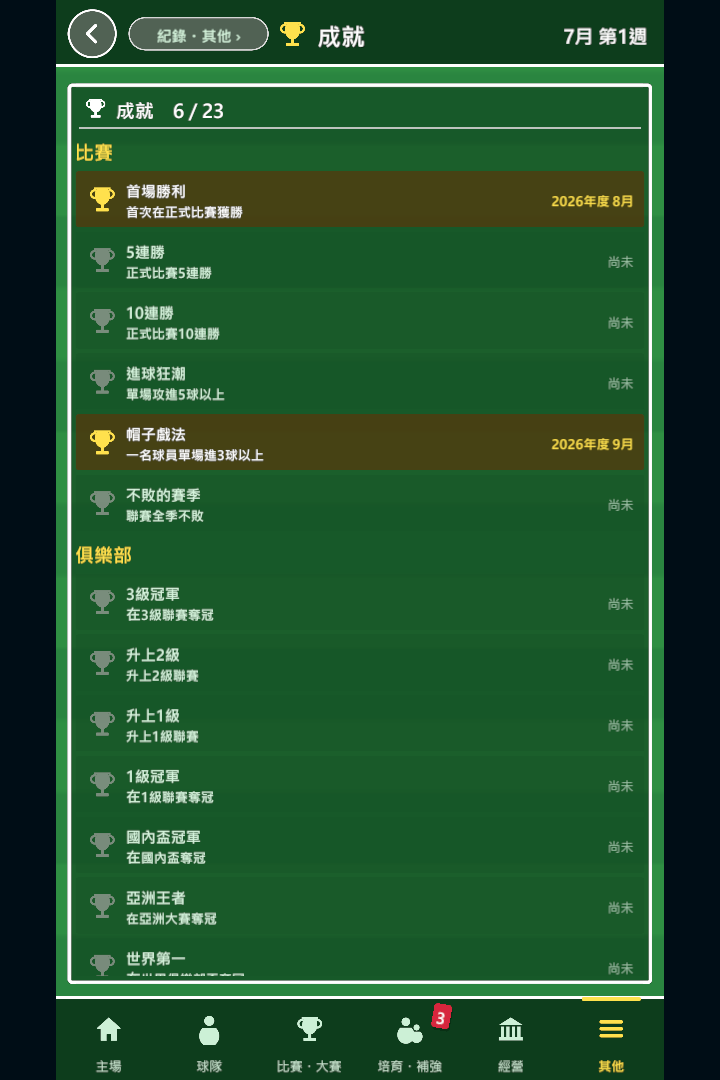 紀錄・其他 ›
成就
7月 第1週
成就 6 / 23
比賽
首場勝利
首次在正式比賽獲勝
2026年度 8月
5連勝
正式比賽5連勝
尚未
10連勝
正式比賽10連勝
尚未
進球狂潮
單場攻進5球以上
尚未
帽子戲法
一名球員單場進3球以上
2026年度 9月
不敗的賽季
聯賽全季不敗
尚未
俱樂部
3級冠軍
在3級聯賽奪冠
尚未
升上2級
升上2級聯賽
尚未
升上1級
升上1級聯賽
尚未
1級冠軍
在1級聯賽奪冠
尚未
國內盃冠軍
在國內盃奪冠
尚未
亞洲王者
在亞洲大賽奪冠
尚未
世界第一
尚未
3
主場
球隊
比賽・大賽
培育・補強
經營
其他